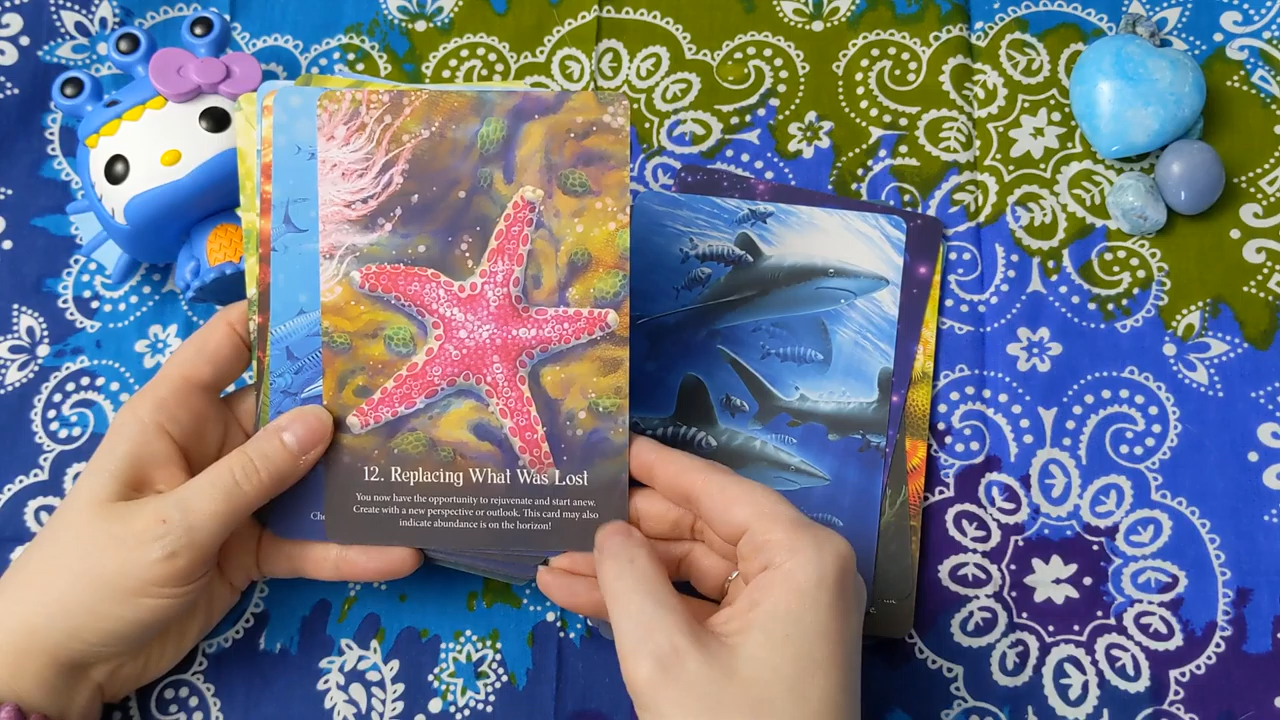 12. Replacing What Was Lost
You now have the opportunity to rejuvenate and start anew.
Create with a new perspective or outlook. This card may also
indicate abundance is on the horizon!